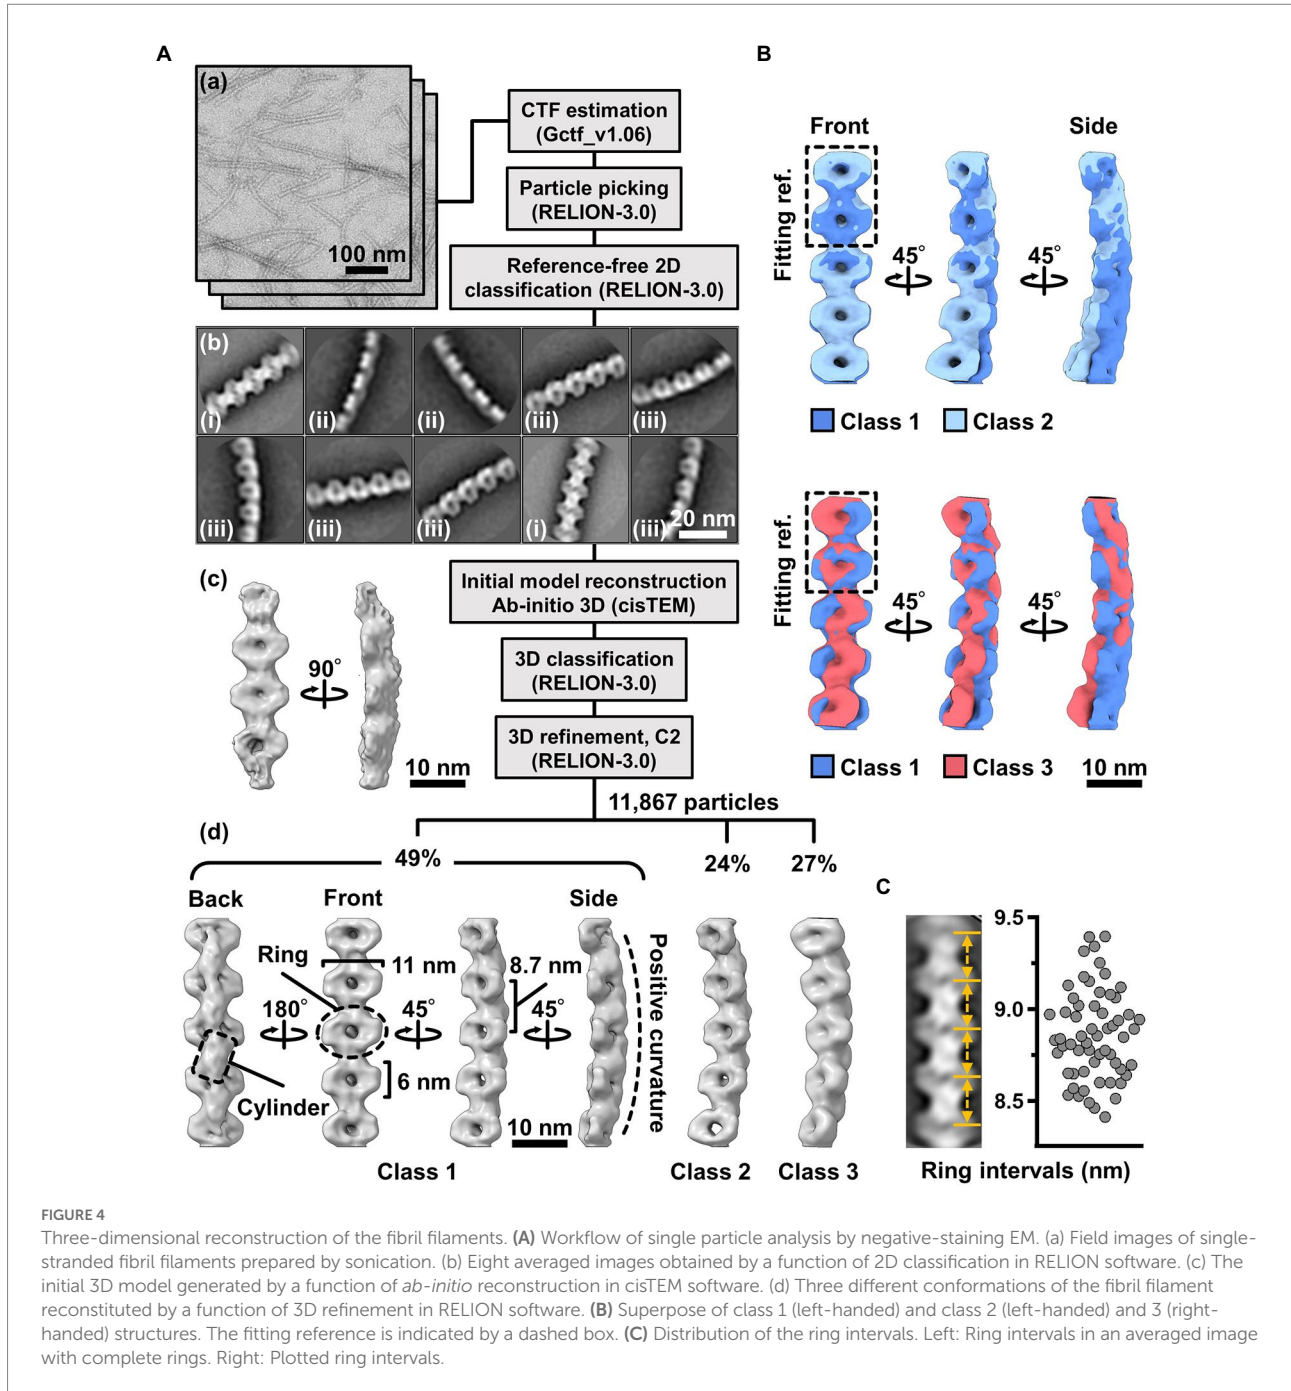 A
(a)
100 nm
CTF estimation
(Gctf_v1.06)
Particle picking
(RELION-3.0)
Reference-free 2D
classification (RELION-3.0)
(b)
(i)
(ii)
(ii)
(iii)
(iii)
(iii)
(iii)
(iii)
(i)
(iii)
20 nm
Initial model reconstruction
Ab-initio 3D (cisTEM)
(c)
90°
10 nm
3D classification
(RELION-3.0)
3D refinement, C2
(RELION-3.0)
11,867 particles
(d)
49%
24%
27%
Back
Front
Side
Ring
11 nm
8.7 nm
180°
45°
45°
6 nm
Cylinder
10 nm
Positive curvature
Class 1
Class 2
Class 3
B
Front
Side
Fitting ref.
45°
45°
Class 1
Class 2
Fitting ref.
45°
45°
Class 1
Class 3
10 nm
C
9.5
9.0
8.5
Ring intervals (nm)
FIGURE 4
Three-dimensional reconstruction of the fibril filaments. (A) Workflow of single particle analysis by negative-staining EM. (a) Field images of single-
stranded fibril filaments prepared by sonication. (b) Eight averaged images obtained by a function of 2D classification in RELION software. (c) The
initial 3D model generated by a function of ab-initio reconstruction in cisTEM software. (d) Three different conformations of the fibril filament
reconstituted by a function of 3D refinement in RELION software. (B) Superpose of class 1 (left-handed) and class 2 (left-handed) and 3 (right-
handed) structures. The fitting reference is indicated by a dashed box. (C) Distribution of the ring intervals. Left: Ring intervals in an averaged image
with complete rings. Right: Plotted ring intervals.